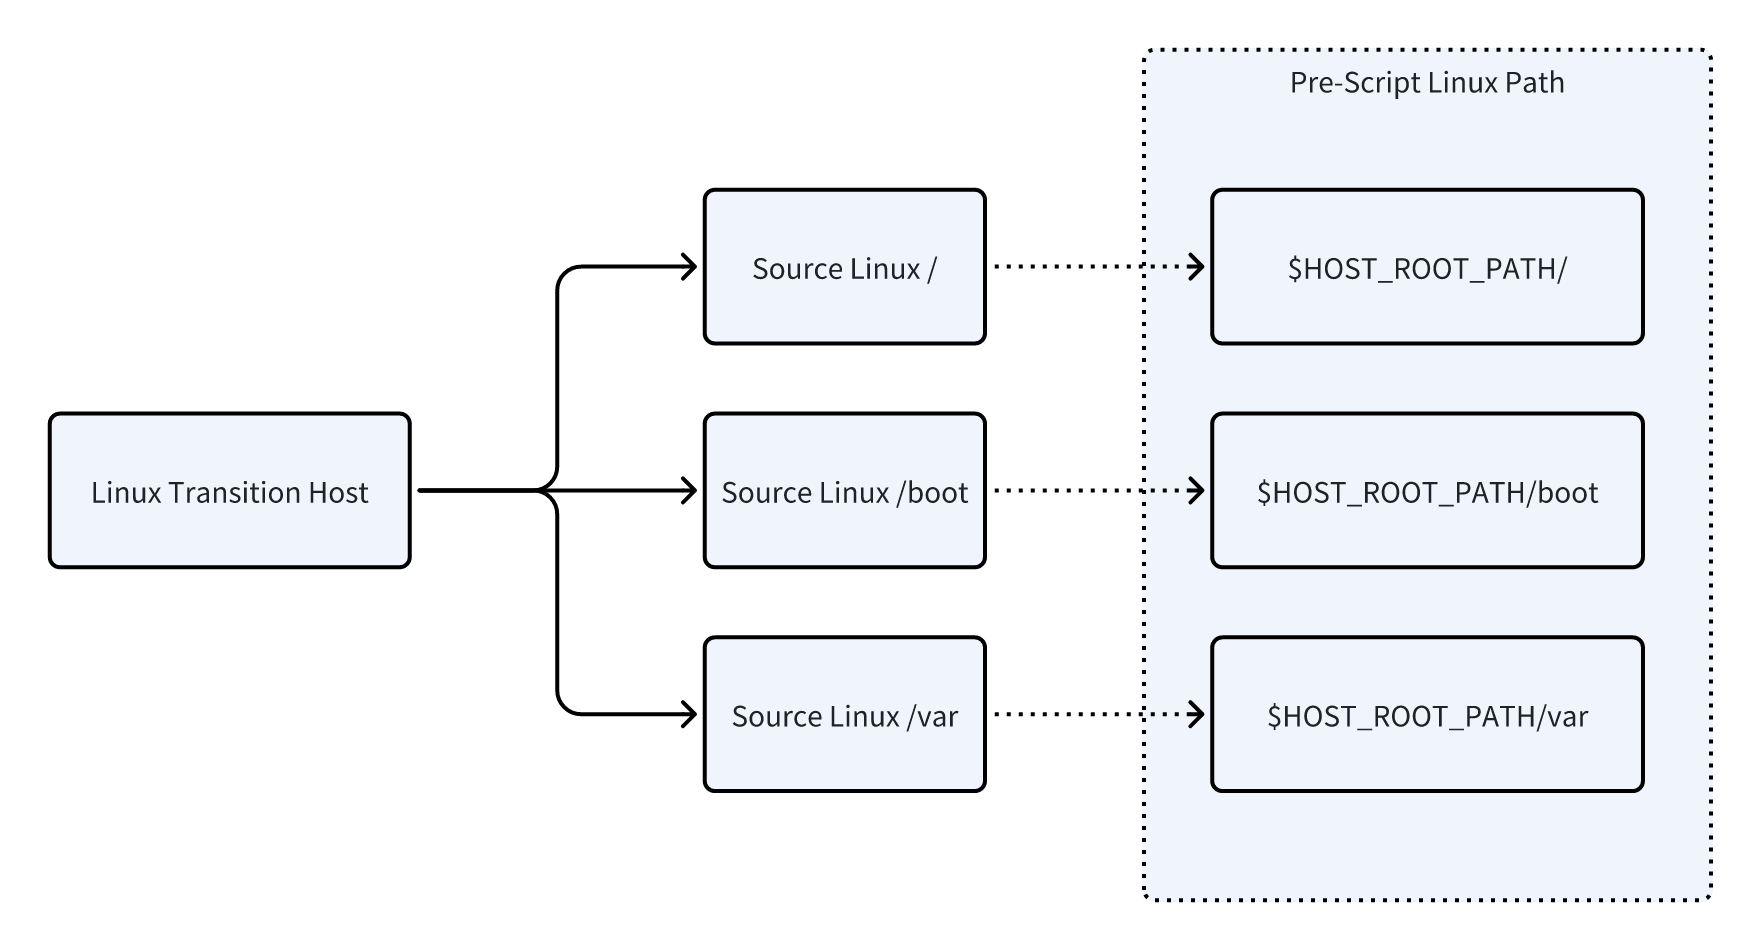 Pre-Script Linux Path
Source Linux /
$HOST_ROOT_PATH/
Linux Transition Host
Source Linux /boot
$HOST_ROOT_PATH/boot
Source Linux /var
$HOST_ROOT_PATH/var